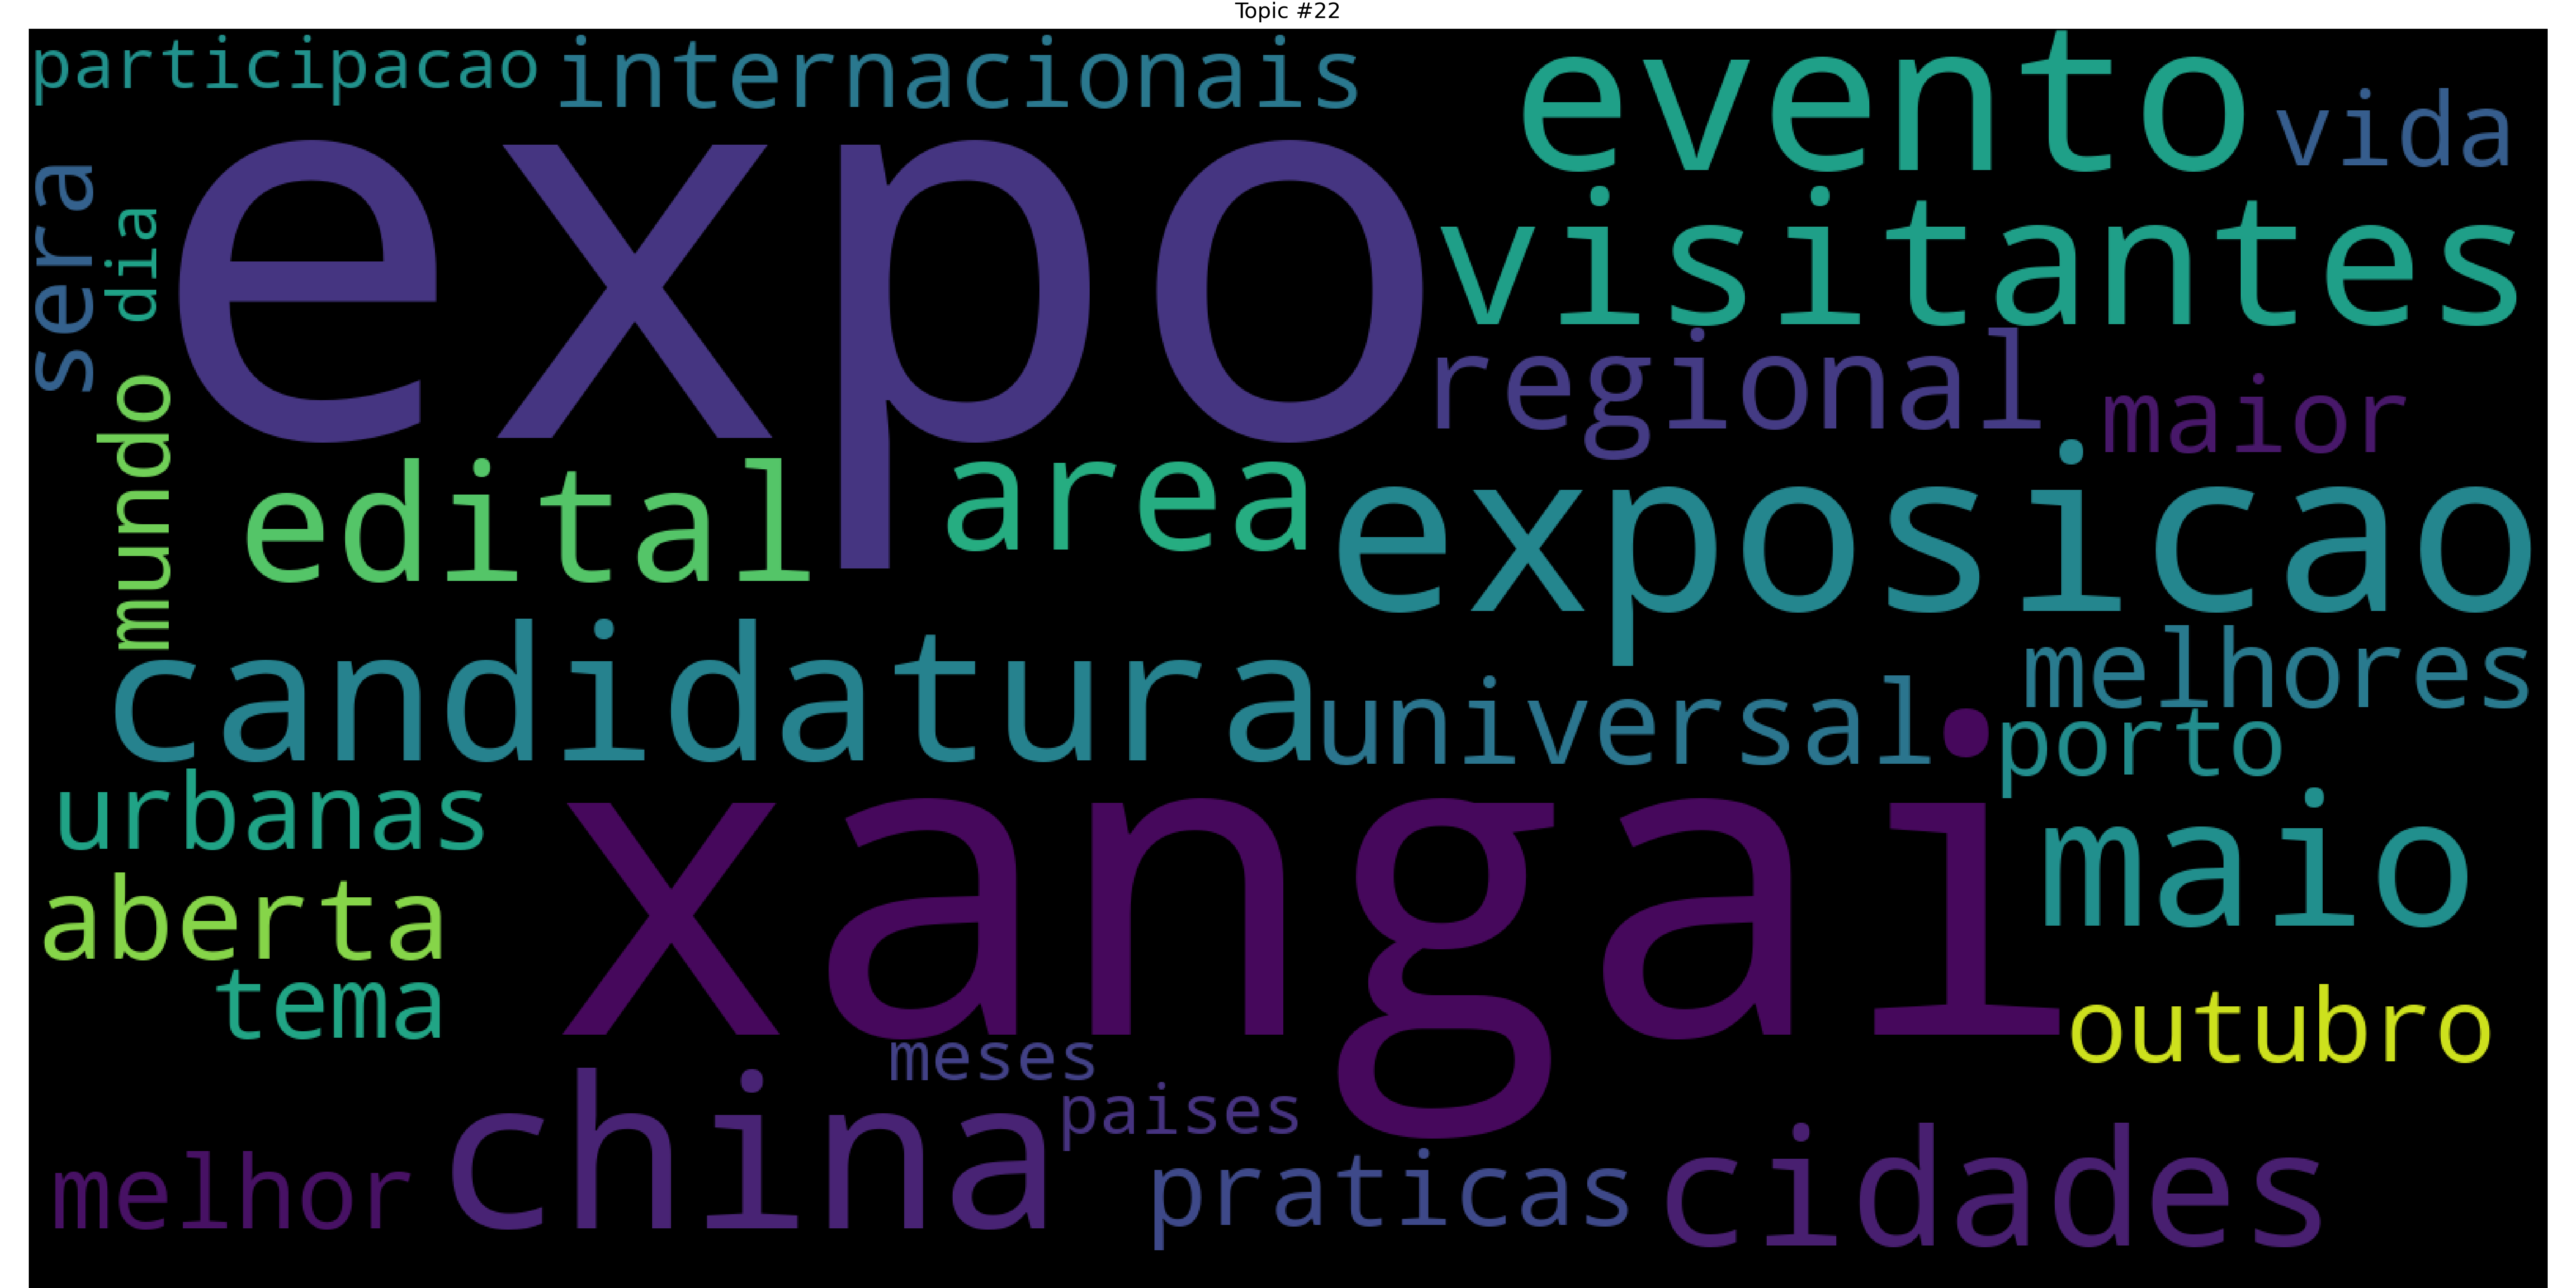 Topic #22
participacao
internacionais
evento
vida
sera
dia
expo
visitantes
regional
maior
mundo
edital
area
exposicao
candidatura
universal
melhores
porto
urbanas
xangai
maio
aberta
tema
outubro
meses
china
paises
melhor
praticas
cidades